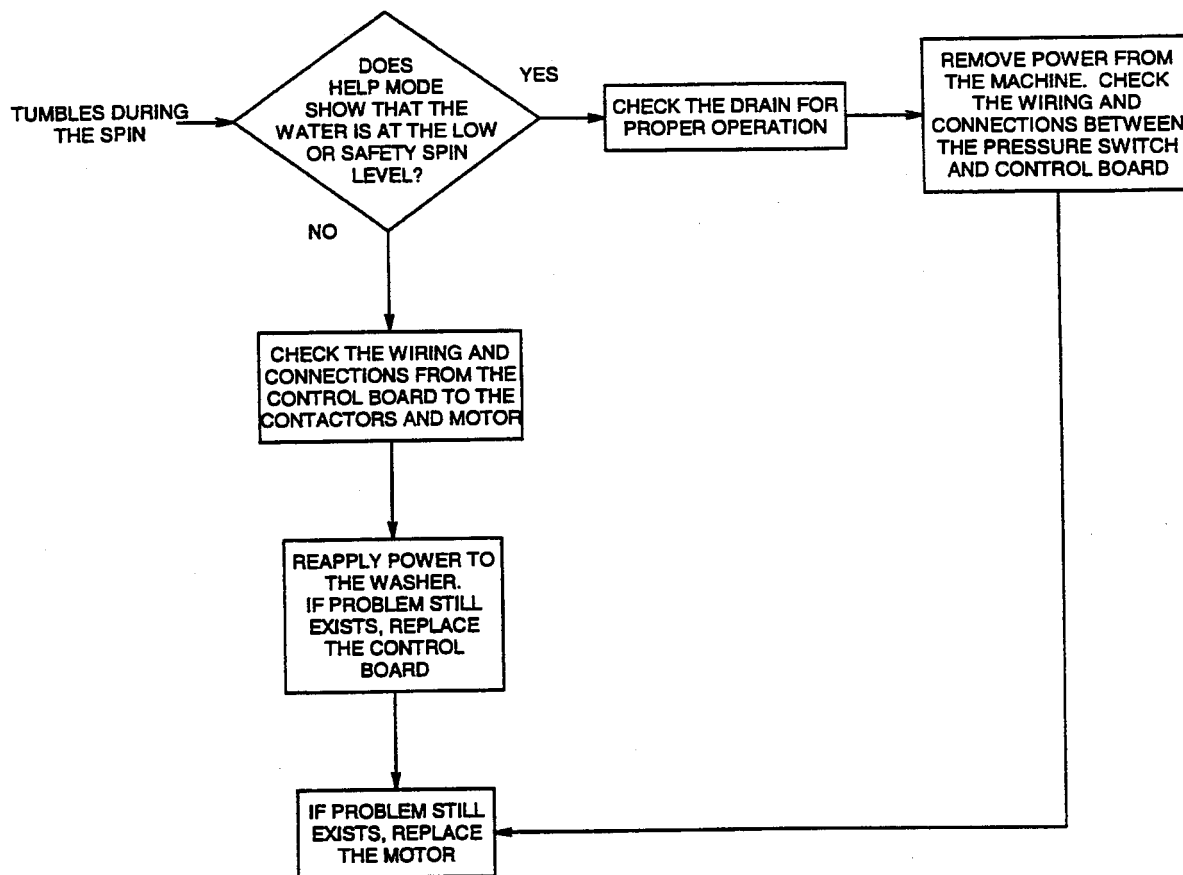 TUMBLES DURING
THE SPIN
DOES
HELP MODE
SHOW THAT THE
WATER IS AT THE LOW
OR SAFETY SPIN
LEVEL?
YES
CHECK THE DRAIN FOR
PROPER OPERATION
REMOVE POWER FROM
THE MACHINE. CHECK
THE WIRING AND
CONNECTIONS BETWEEN
THE PRESSURE SWITCH
AND CONTROL BOARD
NO
CHECK THE WIRING AND
CONNECTIONS FROM THE
CONTROL BOARD TO THE
CONTACTORS AND MOTOR
REAPPLY POWER TO
THE WASHER.
IF PROBLEM STILL
EXISTS, REPLACE
THE CONTROL
BOARD
IF PROBLEM STILL
EXISTS, REPLACE
THE MOTOR